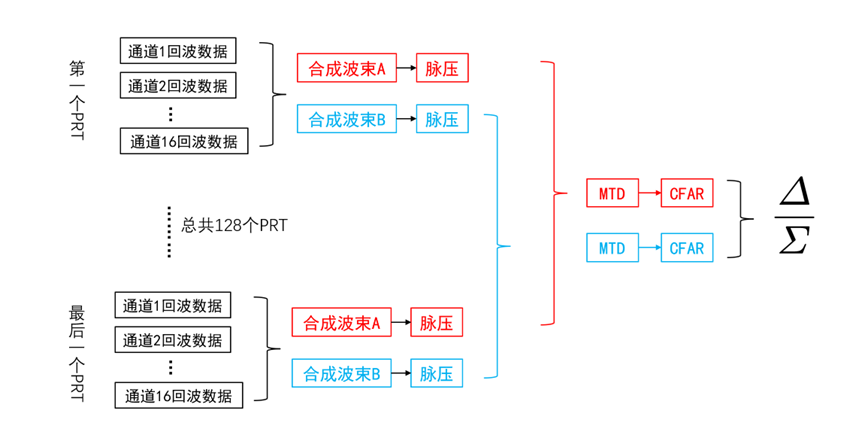 第一个PRT
通道1回波数据
通道2回波数据
⋮
通道16回波数据
合成波束A
脉压
合成波束B
脉压
总共128个PRT
最后一个PRT
通道1回波数据
通道2回波数据
⋮
通道16回波数据
合成波束A
脉压
合成波束B
脉压
MTD
CFAR
MTD
CFAR
Δ
Σ